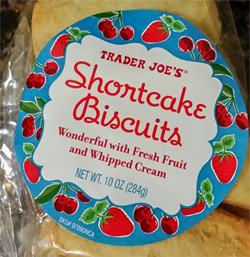 TRADER JOE'S®
Shortcake
Biscuits
Wonderful with Fresh Fruit
and Whipped Cream
NET WT. 10 OZ (284g)